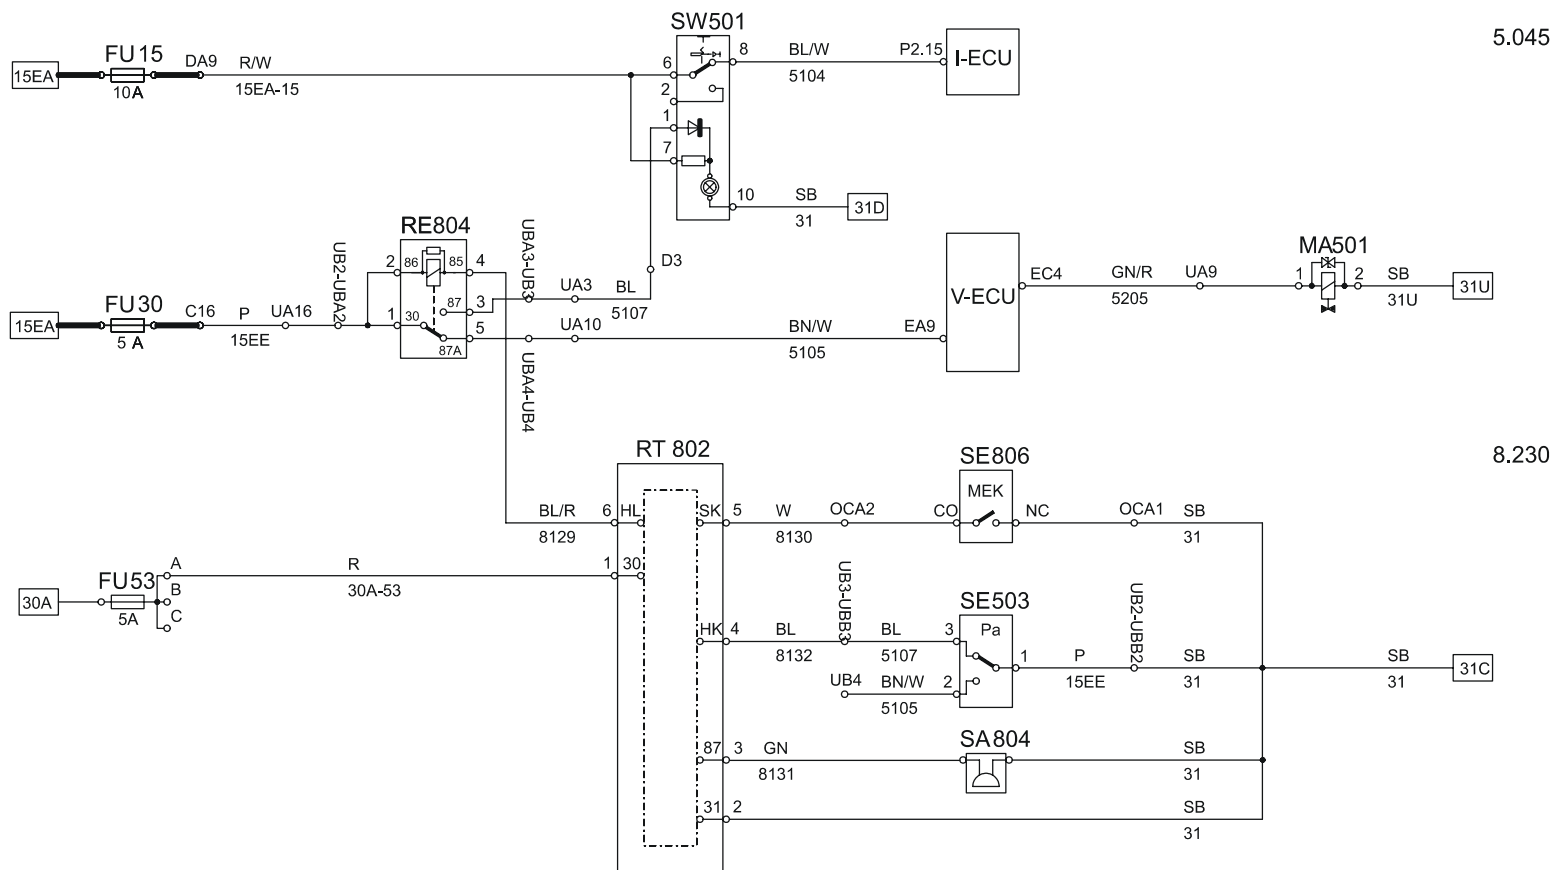 SW501
5.045
FU15
DA9
R/W
6
8
BL/W
P2.15
I-ECU
15EA
10A
15EA-15
5104
2
1
7
10
SB
31D
31
RE804
UB2-UBA2
UBA3-UB3
D3
MA501
2
86
85
4
UA3
BL
EC4
GN/R
UA9
1
2
SB
31U
V-ECU
5205
31U
FU30
C16
P
UA16
87
3
5107
15EA
1
30
5
UA10
BN/W
EA9
5 A
15EE
87A
5105
UBA4-UB4
RT 802
SE806
8.230
MEK
BL/R
6
HL
SK
5
W
OCA2
CO
NC
OCA1
SB
8129
8130
31
A
R
1
30
FU53
B
30A
5A
C
30A-53
UB3-UBB3
SE503
UB2-UBB2
HK
4
BL
BL
3
Pa
8132
5107
1
P
SB
SB
31C
UB4
BN/W
2
15EE
31
31
5105
SA804
87
3
GN
SB
8131
31
31
2
SB
31